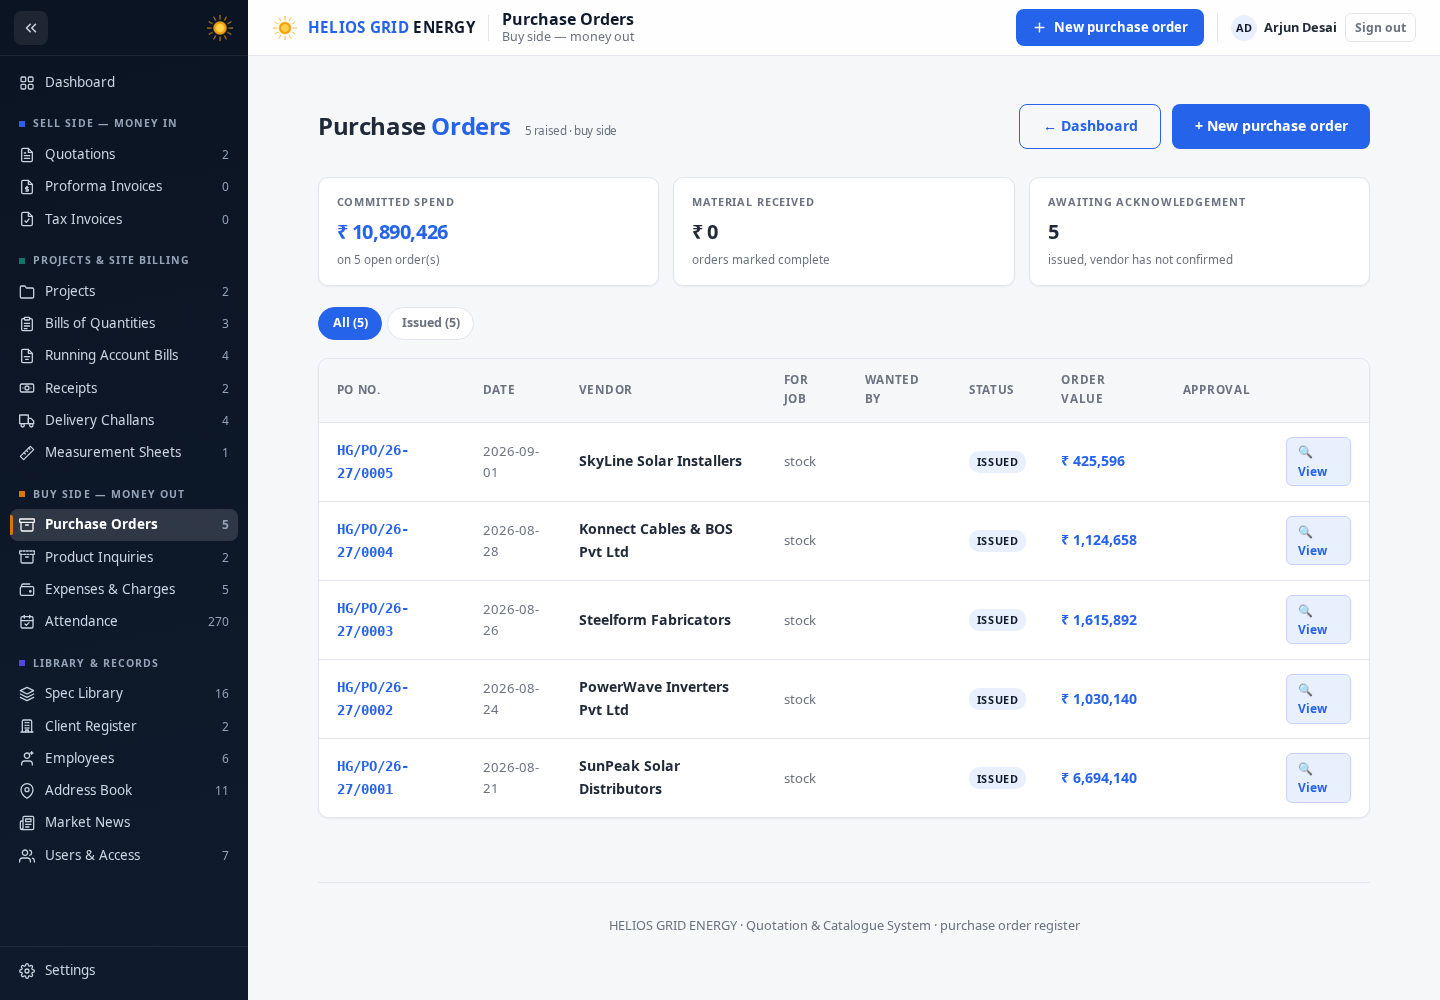 HELIOS GRID ENERGY
Purchase Orders
Buy side — money out
+ New purchase order
AD Arjun Desai
Sign out
Dashboard
SELL SIDE — MONEY IN
Quotations 2
Proforma Invoices 0
Tax Invoices 0
PROJECTS & SITE BILLING
Projects 2
Bills of Quantities 3
Running Account Bills 4
Receipts 2
Delivery Challans 4
Measurement Sheets 1
BUY SIDE — MONEY OUT
Purchase Orders 5
Product Inquiries 2
Expenses & Charges 5
Attendance 270
LIBRARY & RECORDS
Spec Library 16
Client Register 2
Employees 6
Address Book 11
Market News
Users & Access 7
Settings
Purchase Orders 5 raised · buy side
← Dashboard
+ New purchase order
COMMITTED SPEND
₹ 10,890,426
on 5 open order(s)
MATERIAL RECEIVED
₹ 0
orders marked complete
AWAITING ACKNOWLEDGEMENT
5
issued, vendor has not confirmed
All (5) Issued (5)
PO NO. DATE VENDOR FOR JOB WANTED BY STATUS ORDER VALUE APPROVAL
HG/PO/26-27/0005 2026-09-01 SkyLine Solar Installers stock ISSUED ₹ 425,596 🔍 View
HG/PO/26-27/0004 2026-08-28 Konnect Cables & BOS Pvt Ltd stock ISSUED ₹ 1,124,658 🔍 View
HG/PO/26-27/0003 2026-08-26 Steelform Fabricators stock ISSUED ₹ 1,615,892 🔍 View
HG/PO/26-27/0002 2026-08-24 PowerWave Inverters Pvt Ltd stock ISSUED ₹ 1,030,140 🔍 View
HG/PO/26-27/0001 2026-08-21 SunPeak Solar Distributors stock ISSUED ₹ 6,694,140 🔍 View
HELIOS GRID ENERGY · Quotation & Catalogue System · purchase order register